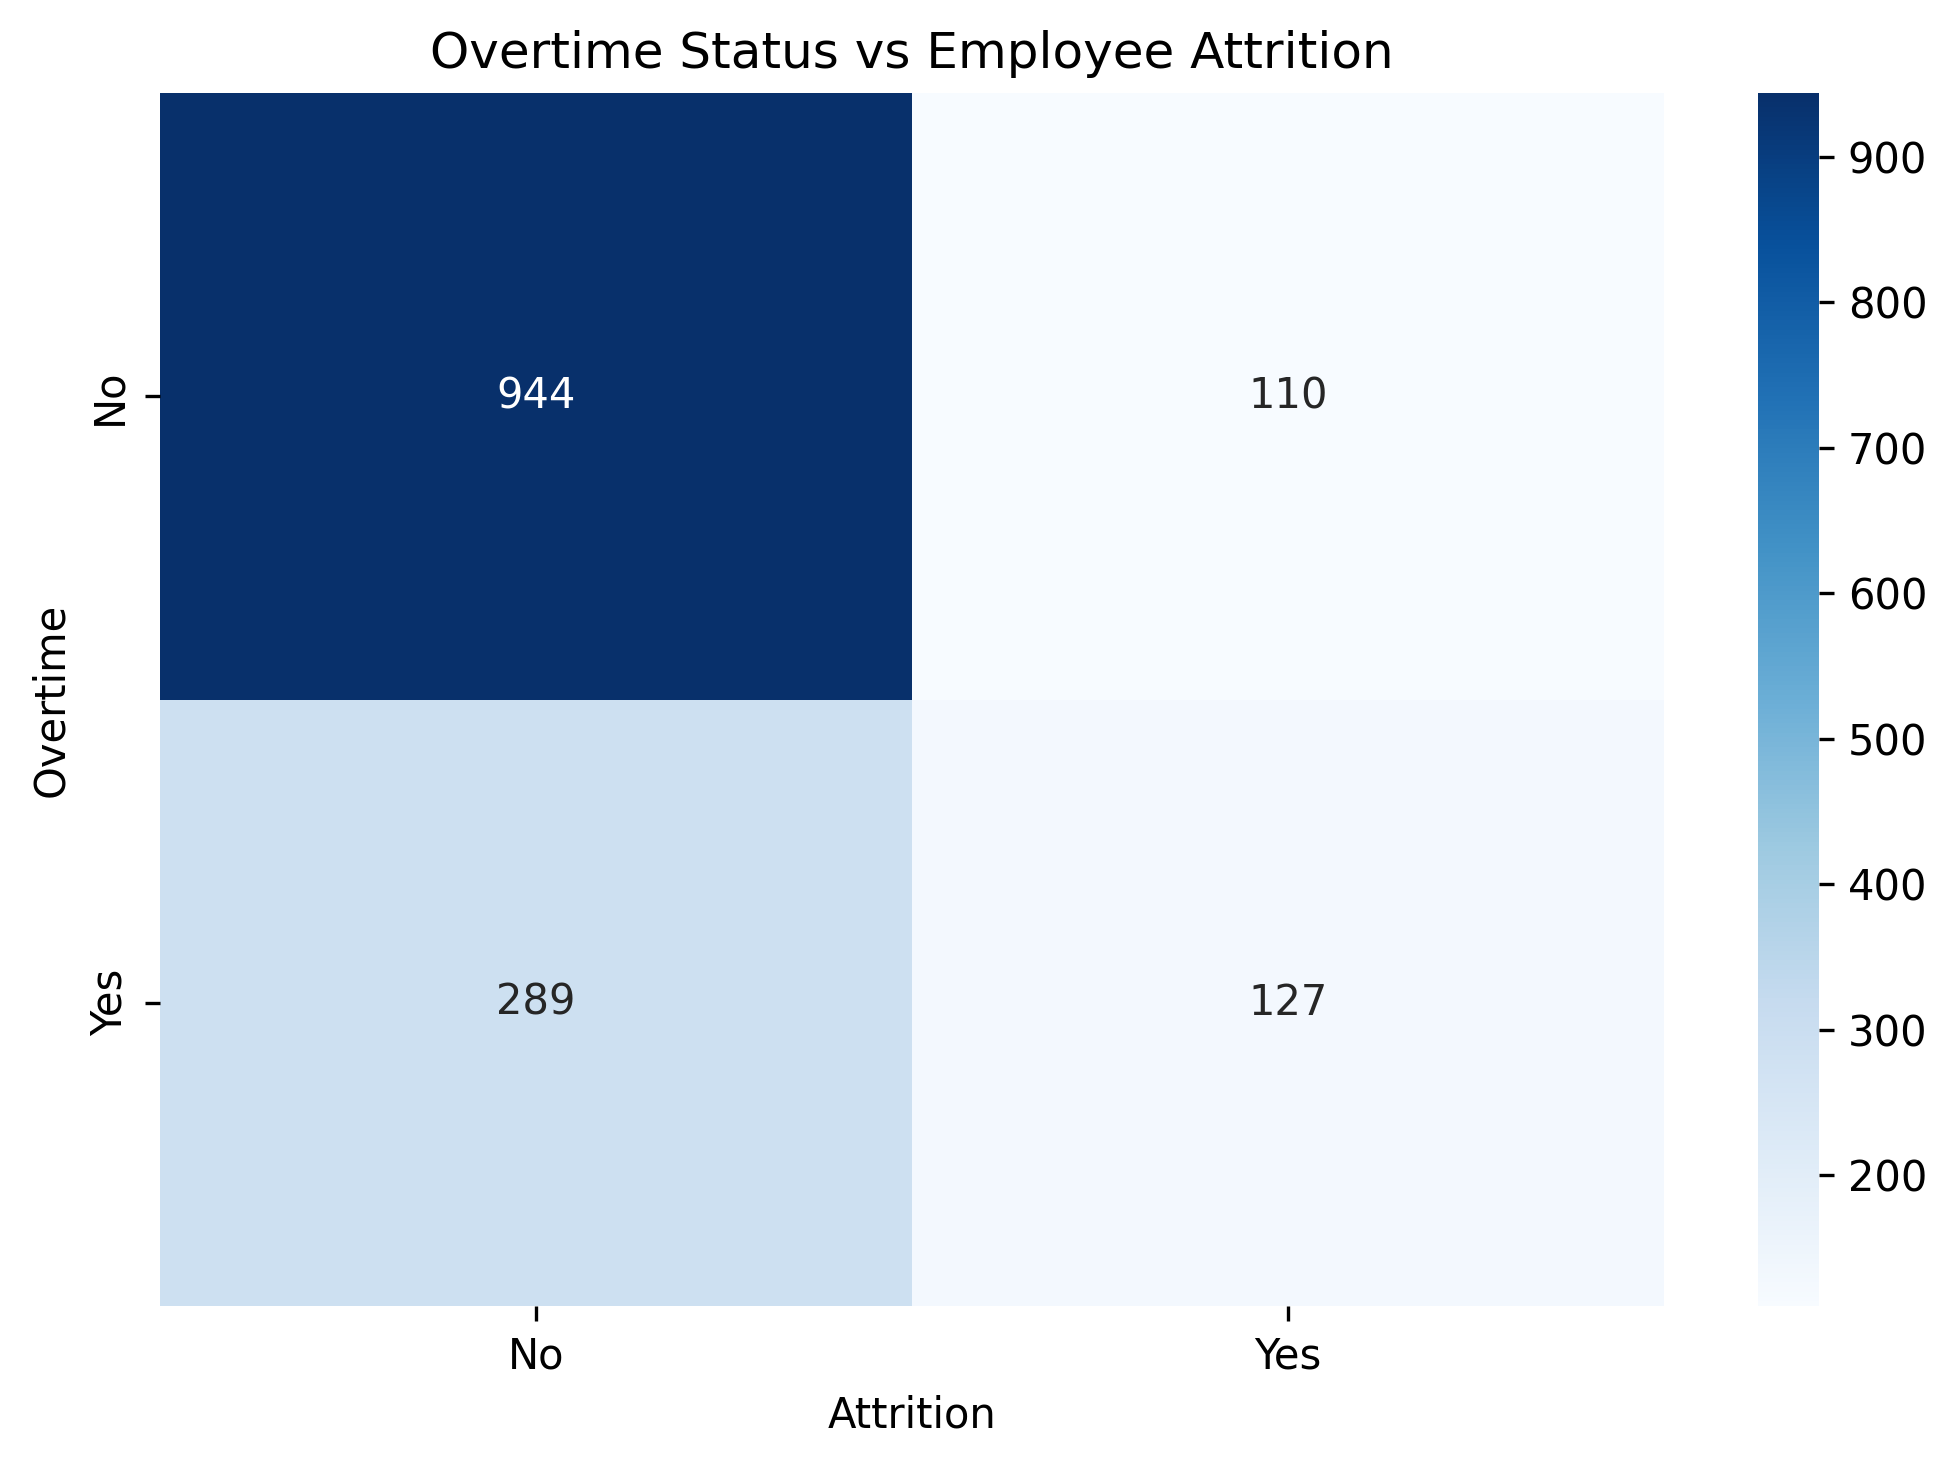 Overtime Status vs Employee Attrition
Overtime
No
944
110
Yes
289
127
No
Yes
Attrition
900
800
700
600
500
400
300
200